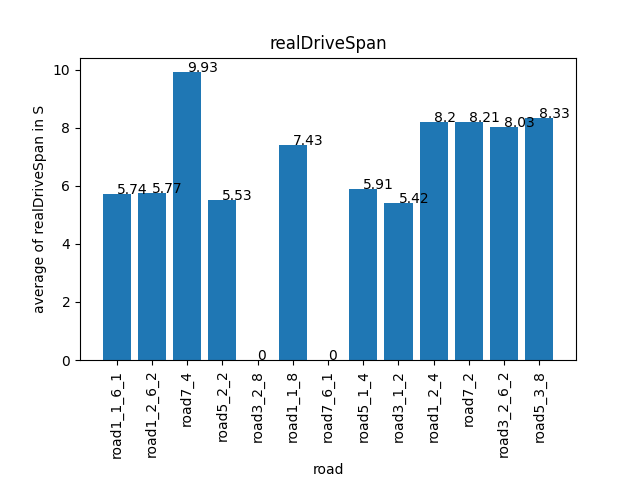 realDriveSpan
average of realDriveSpan in S
10
8
6
4
2
0
5.74
5.77
9.93
5.53
0
7.43
0
5.91
5.42
8.2
8.21
8.03
8.33
road1_1_6_1
road1_2_6_2
road7_4
road5_2_2
road3_2_8
road1_1_8
road7_6_1
road5_1_4
road3_1_2
road1_2_4
road7_2
road3_2_6_2
road5_3_8
road